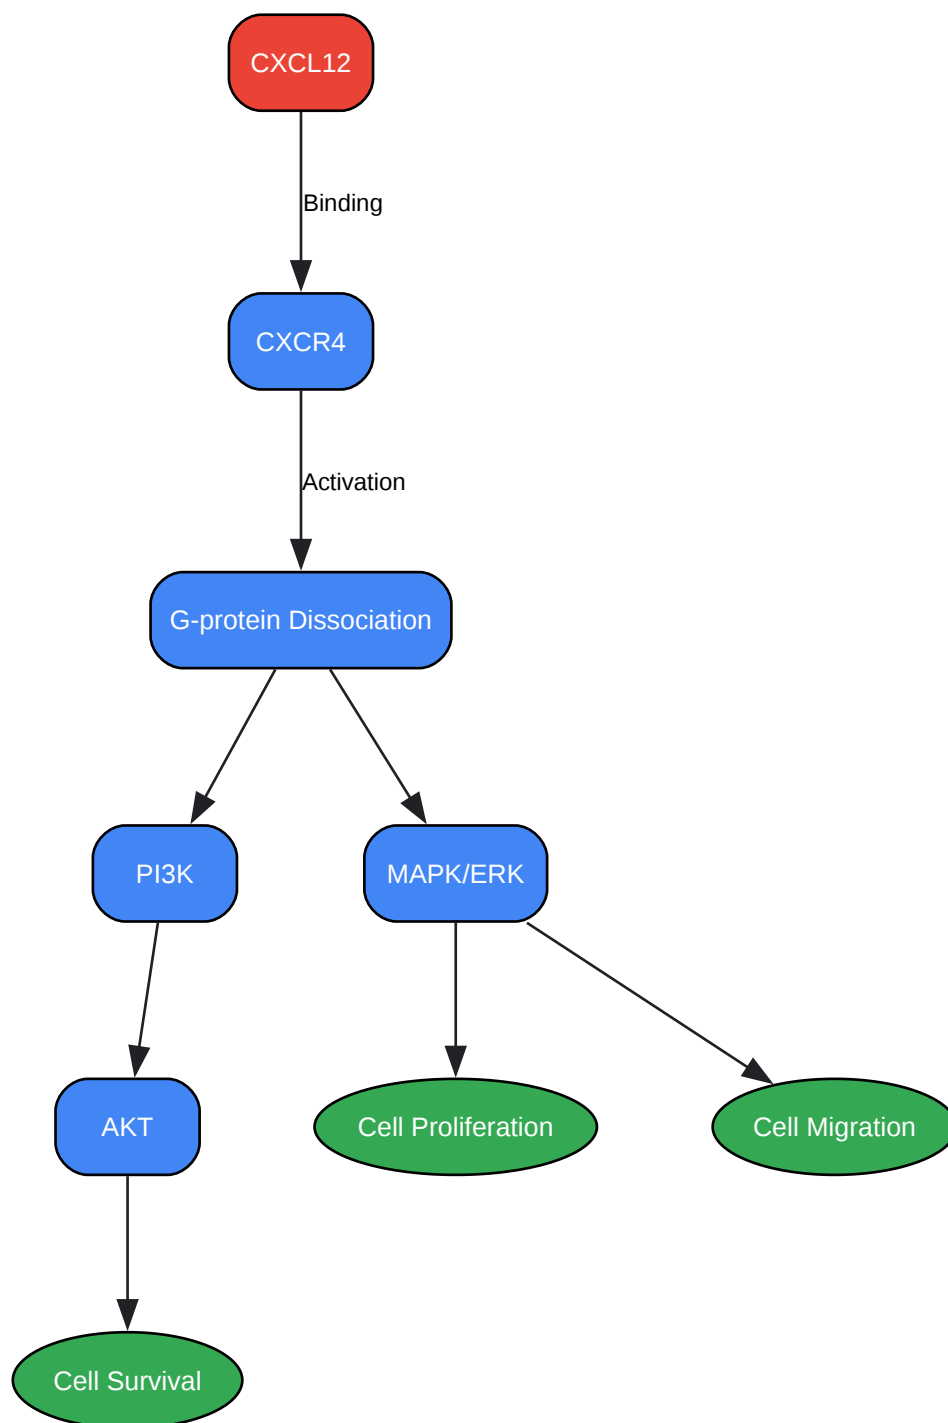 CXCL12
Binding
CXCR4
Activation
G-protein Dissociation
PI3K
MAPK/ERK
AKT
Cell Proliferation
Cell Migration
Cell Survival